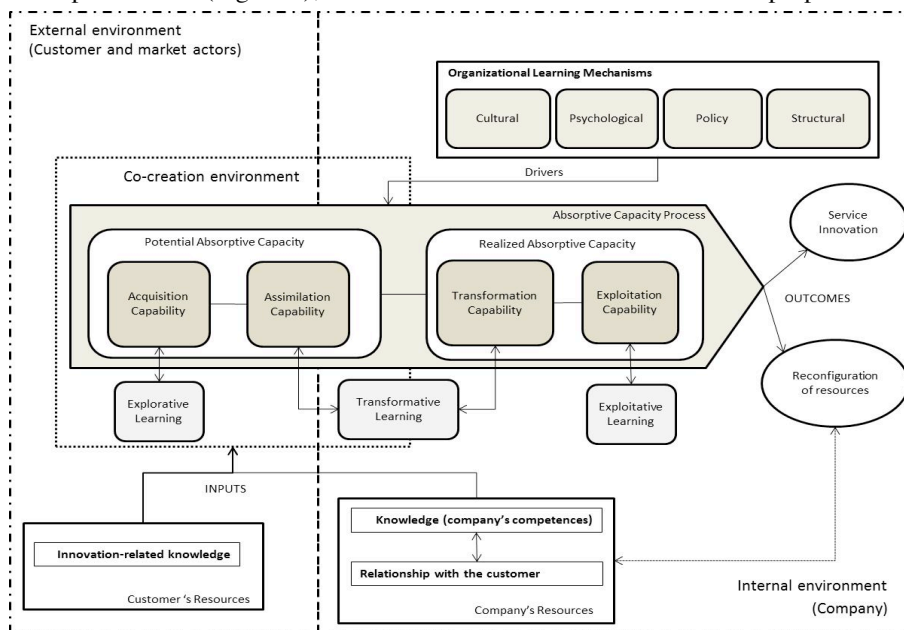 External environment
(Customer and market actors)
Organizational Learning Mechanisms
Cultural
Psychological
Policy
Structural
Drivers
Co-creation environment
Absorptive Capacity Process
Potential Absorptive Capacity
Realized Absorptive Capacity
Acquisition
Capability
Assimilation
Capability
Transformation
Capability
Exploitation
Capability
Service
Innovation
OUTCOMES
Reconfiguration
of resources
Explorative
Learning
Transformative
Learning
Exploitative
Learning
INPUTS
Innovation-related knowledge
Customer 's Resources
Knowledge (company's competences)
Relationship with the customer
Company's Resources
Internal environment
(Company)